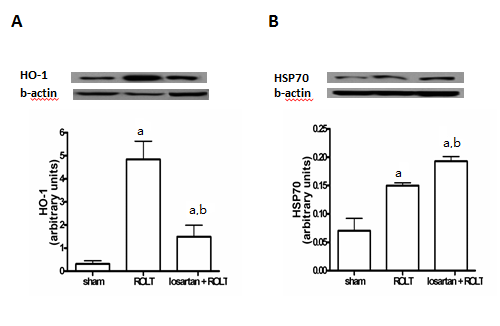 A
HO-1
b-actin
HO-1
(arbitrary units)
6
5
4
3
2
1
0
a
a,b
sham
ROLT
losartan + ROLT
B
HSP70
b-actin
HSP70
(arbitrary units)
0.25
0.20
0.15
0.10
0.05
0.00
a
a,b
sham
ROLT
losartan + ROLT